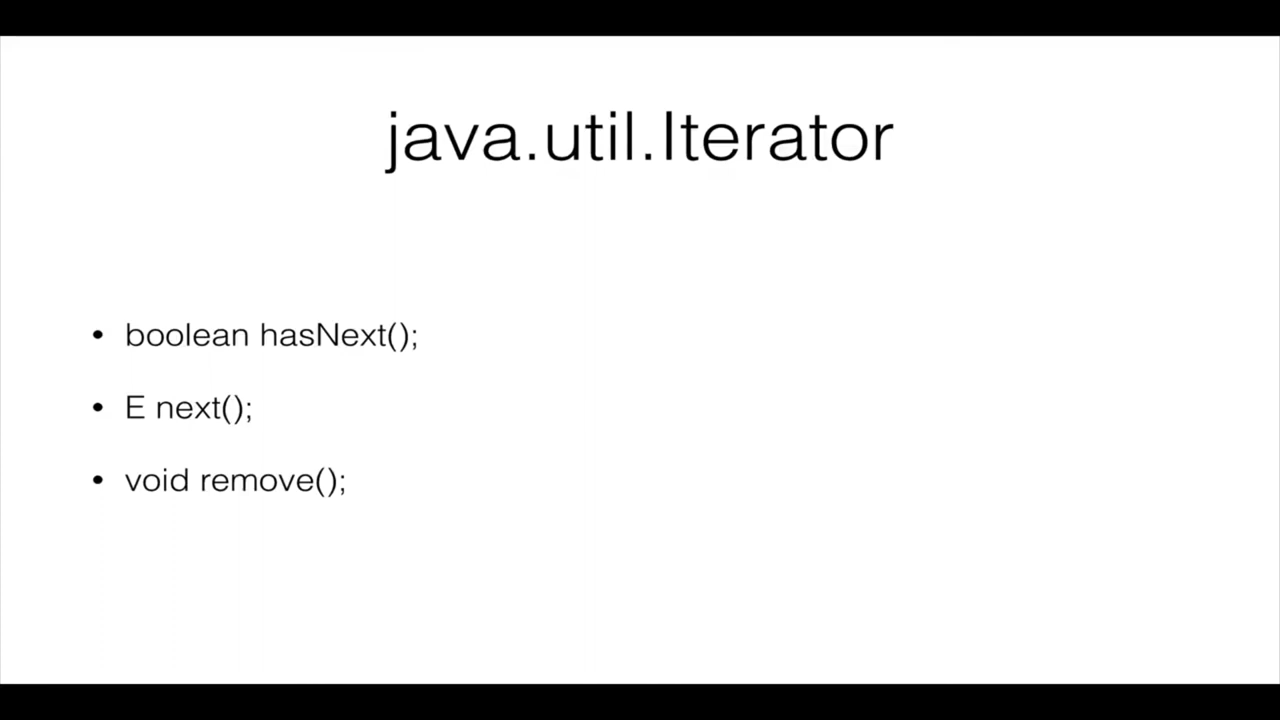 java.util.Iterator
• boolean hasNext();
• E next();
• void remove();